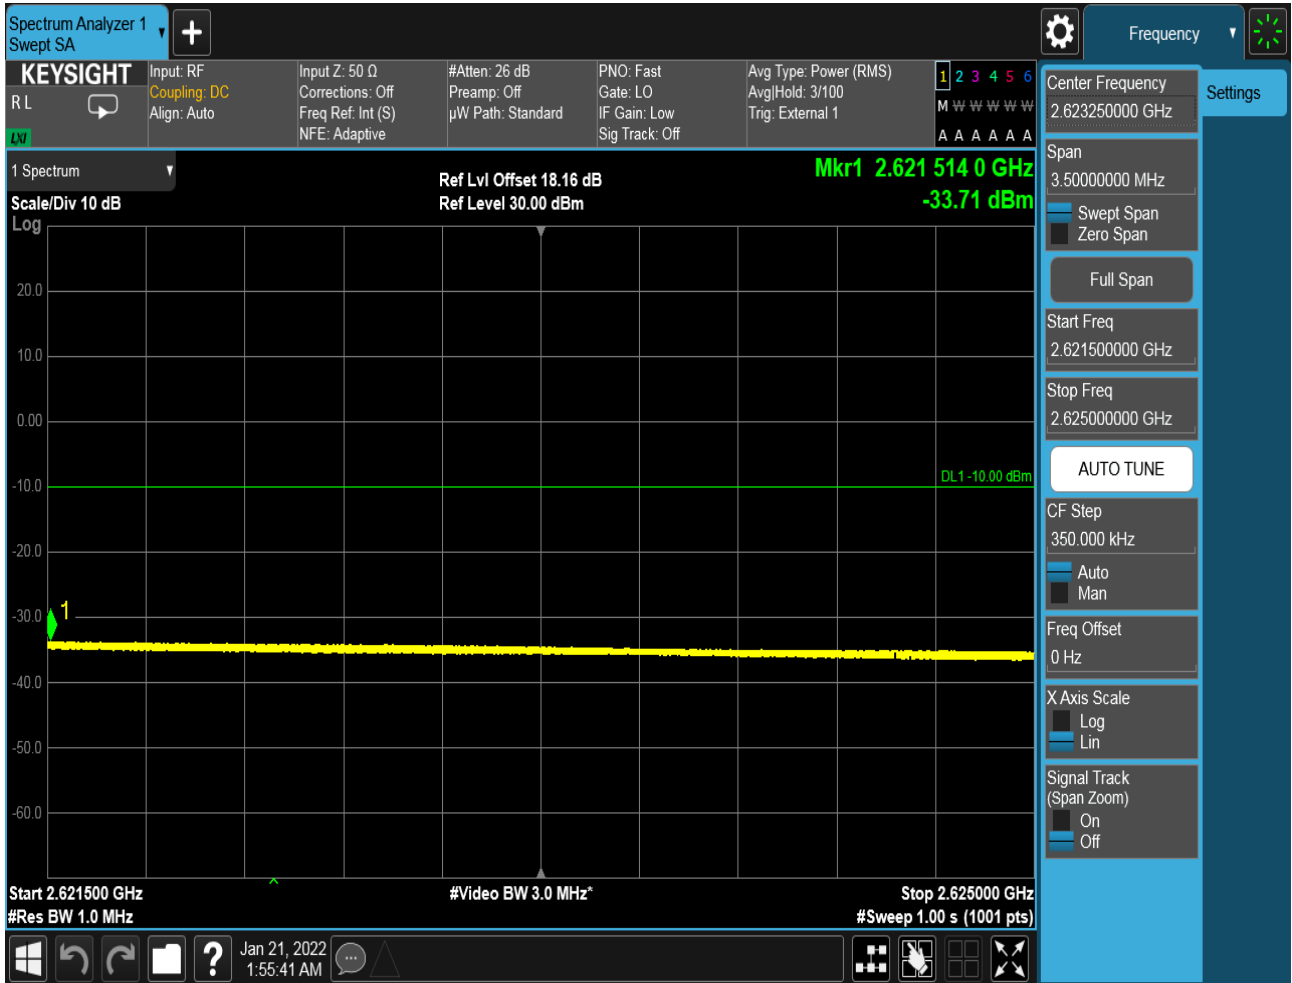 Spectrum Analyzer 1
Swept SA
+
Frequency
KEYSIGHT
R L
LXI
Input: RF
Coupling: DC
Align: Auto
Input Z: 50 Ω
Corrections: Off
Freq Ref: Int (S)
NFE: Adaptive
#Atten: 26 dB
Preamp: Off
µW Path: Standard
PNO: Fast
Gate: LO
IF Gain: Low
Sig Track: Off
Avg Type: Power (RMS)
Avg|Hold: 3/100
Trig: External 1
1 2 3 4 5 6
M W W W W W
A A A A A A
1 Spectrum
Scale/Div 10 dB
Log
Ref Lvl Offset 18.16 dB
Ref Level 30.00 dBm
Mkr1 2.621 514 0 GHz
-33.71 dBm
20.0
10.0
0.00
-10.0
-20.0
-30.0
-40.0
-50.0
-60.0
DL1 -10.00 dBm
1
Start 2.621500 GHz
#Res BW 1.0 MHz
#Video BW 3.0 MHz*
Stop 2.625000 GHz
#Sweep 1.00 s (1001 pts)
Center Frequency
2.623250000 GHz
Span
3.50000000 MHz
Swept Span
Zero Span
Full Span
Start Freq
2.621500000 GHz
Stop Freq
2.625000000 GHz
AUTO TUNE
CF Step
350.000 kHz
Auto
Man
Freq Offset
0 Hz
X Axis Scale
Log
Lin
Signal Track
(Span Zoom)
On
Off
Settings
?
Jan 21, 2022
1:55:41 AM